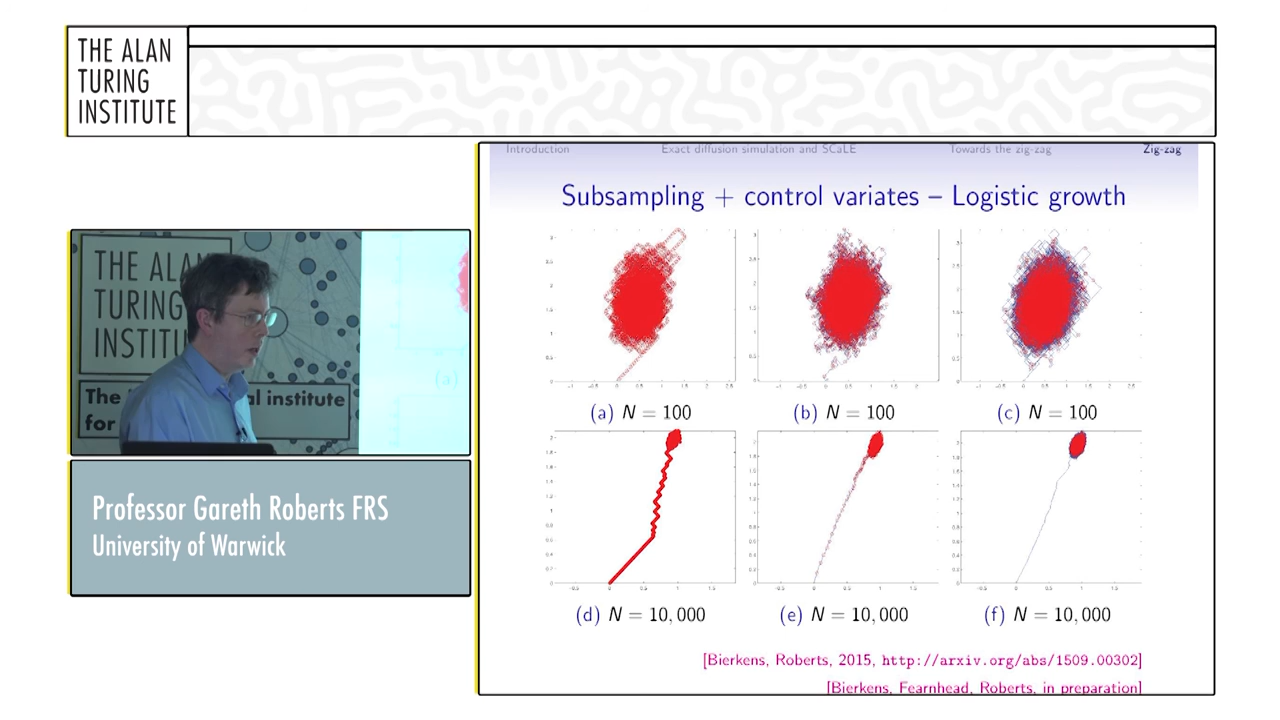 THE ALAN
TURING
INSTITUTE
Introduction
Exact diffusion simulation and SCaLE
Towards the zig-zag
Zig-zag
Subsampling + control variates – Logistic growth
(a) N = 100
(b) N = 100
(c) N = 100
(d) N = 10,000
(e) N = 10,000
(f) N = 10,000
[Bierkens, Roberts, 2015, http://arxiv.org/abs/1509.00302]
[Bierkens, Fearnhead, Roberts, in preparation]
THE ALA
TURING
INSTITU
The
al institute
for
(a)
Professor Gareth Roberts FRS
University of Warwick